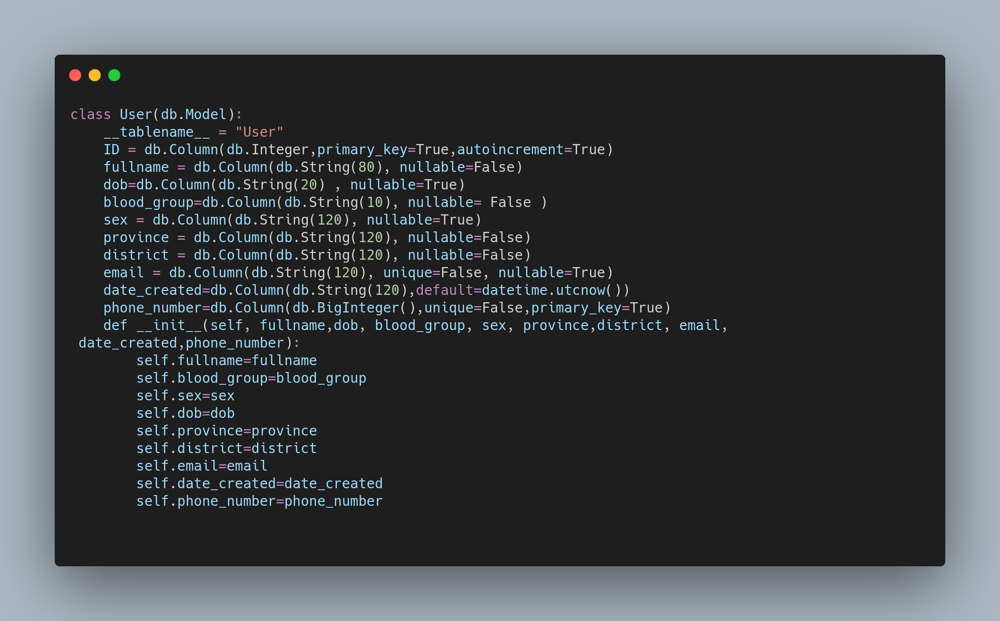 class User(db.Model):
    __tablename__ = "User"
    ID = db.Column(db.Integer,primary_key=True,autoincrement=True)
    fullname = db.Column(db.String(80), nullable=False)
    dob=db.Column(db.String(20) , nullable=True)
    blood_group=db.Column(db.String(10), nullable= False )
    sex = db.Column(db.String(120), nullable=True)
    province = db.Column(db.String(120), nullable=False)
    district = db.Column(db.String(120), nullable=False)
    email = db.Column(db.String(120), unique=False, nullable=True)
    date_created=db.Column(db.String(120),default=datetime.utcnow())
    phone_number=db.Column(db.BigInteger(),unique=False,primary_key=True)
    def __init__(self, fullname,dob, blood_group, sex, province,district, email,
 date_created,phone_number):
        self.fullname=fullname
        self.blood_group=blood_group
        self.sex=sex
        self.dob=dob
        self.province=province
        self.district=district
        self.email=email
        self.date_created=date_created
        self.phone_number=phone_number